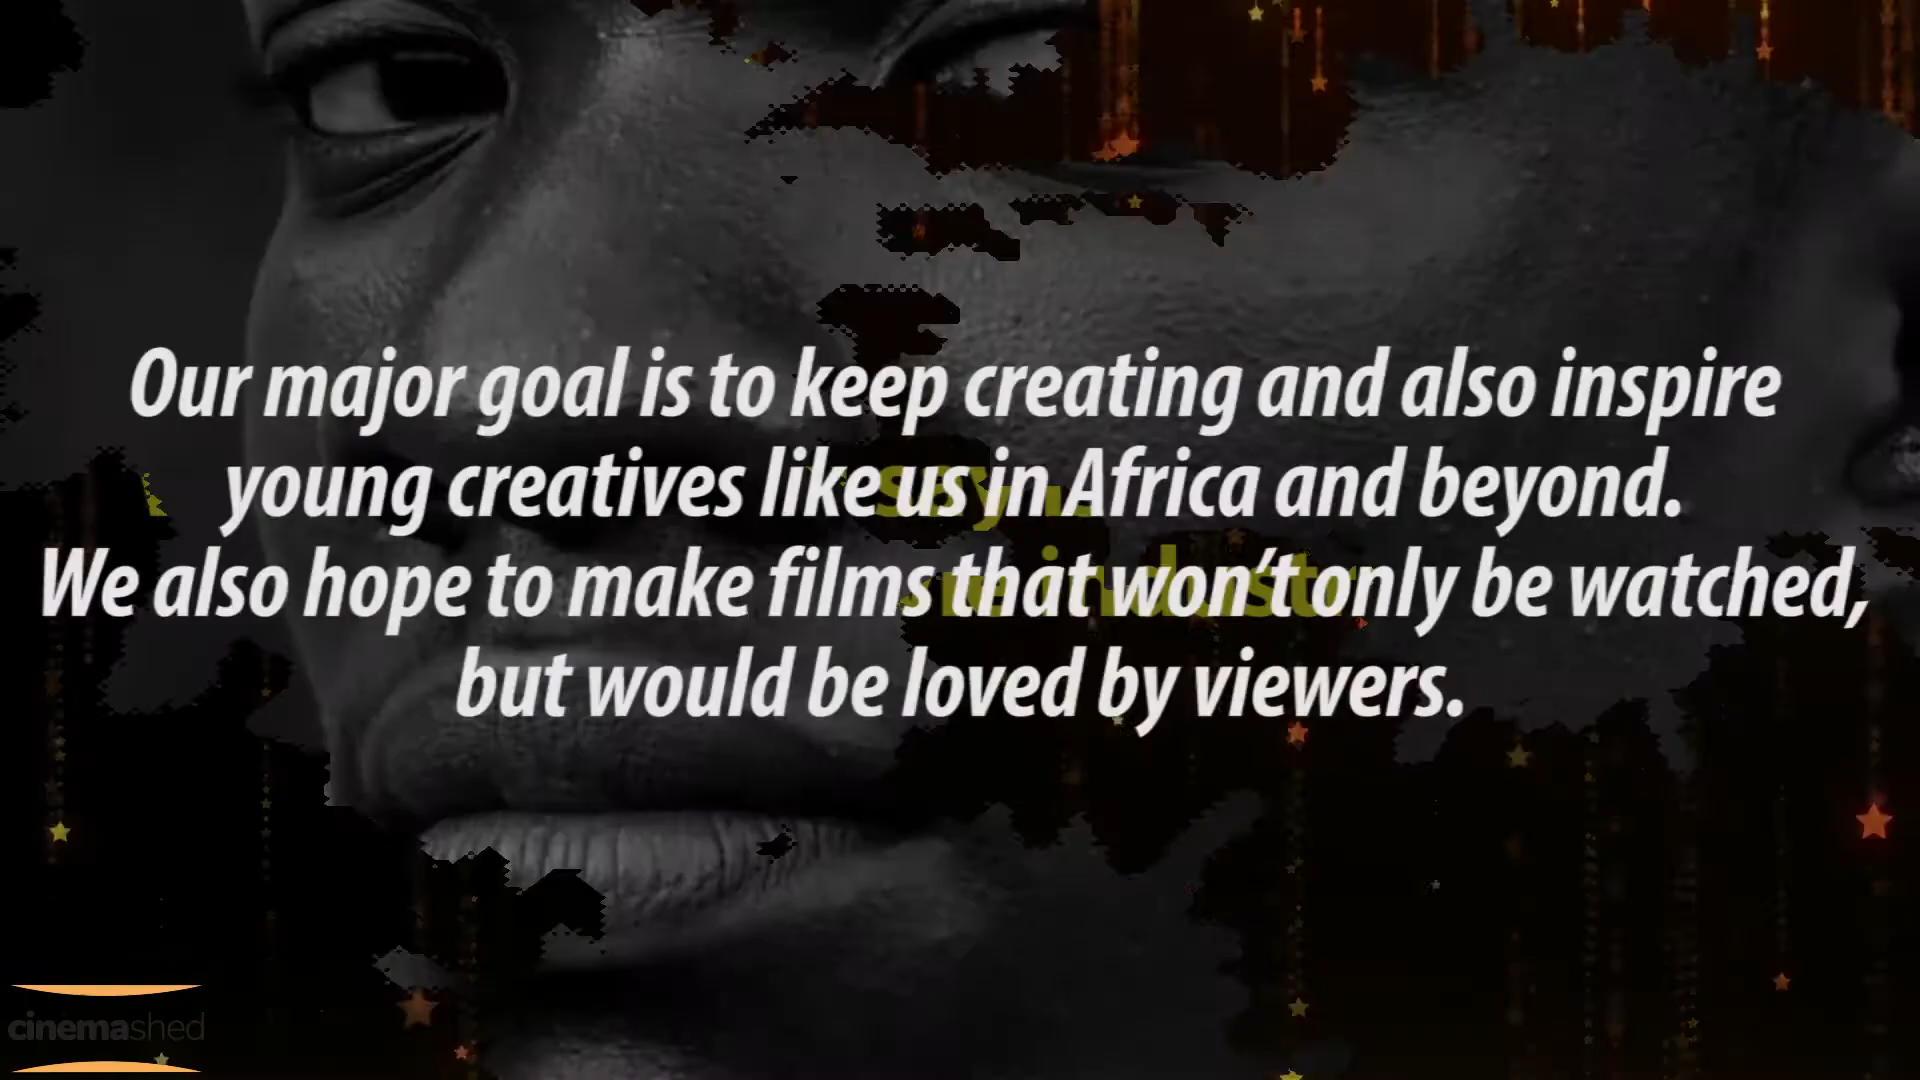 Our major goal is to keep creating and also inspire
young creatives like us in Africa and beyond.
We also hope to make films that won't only be watched,
but would be loved by viewers.
cinemashed